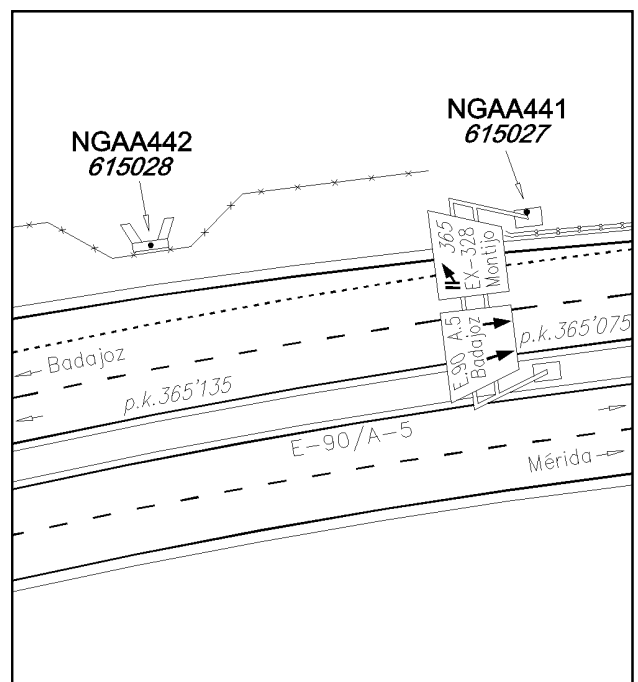 NGAA441
615027
NGAA442
615028
365
EX-328
Montijo
E.90 A.5
Badajoz
p.k.365'075
Badajoz
p.k.365'135
E-90/A-5
Mérida